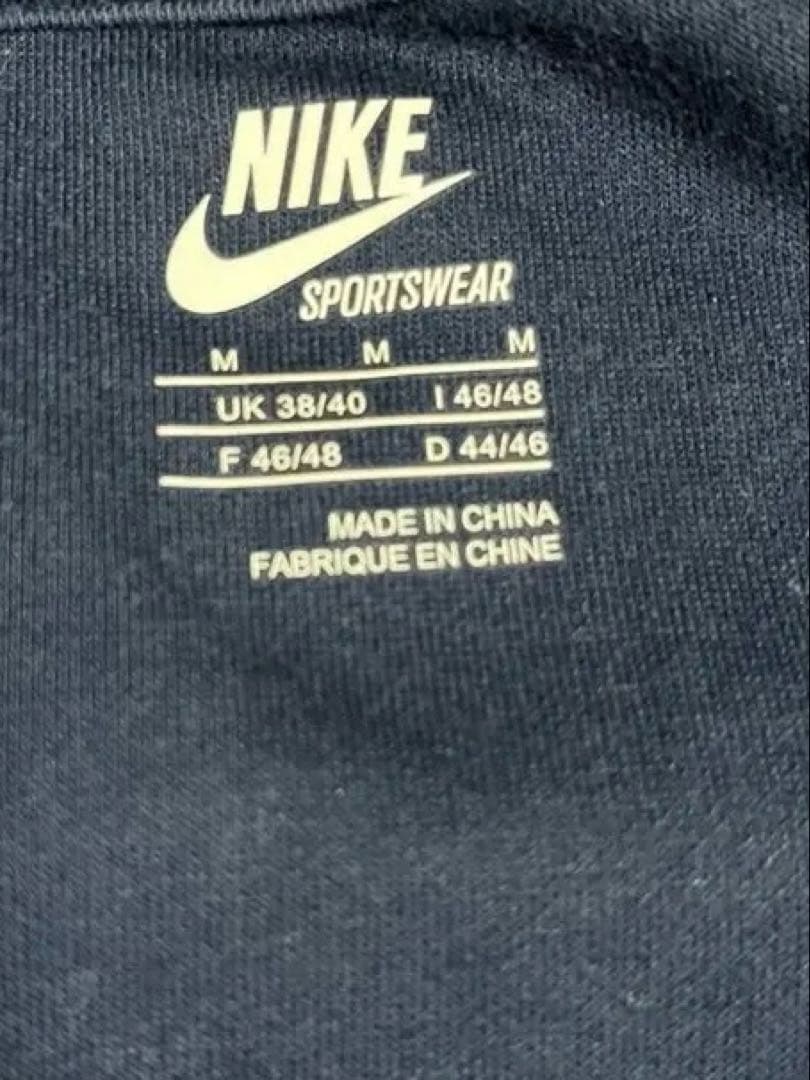 NIKE
SPORTSWEAR
M M M
UK 38/40 I 46/48
F 46/48 D 44/46
MADE IN CHINA
FABRIQUE EN CHINE